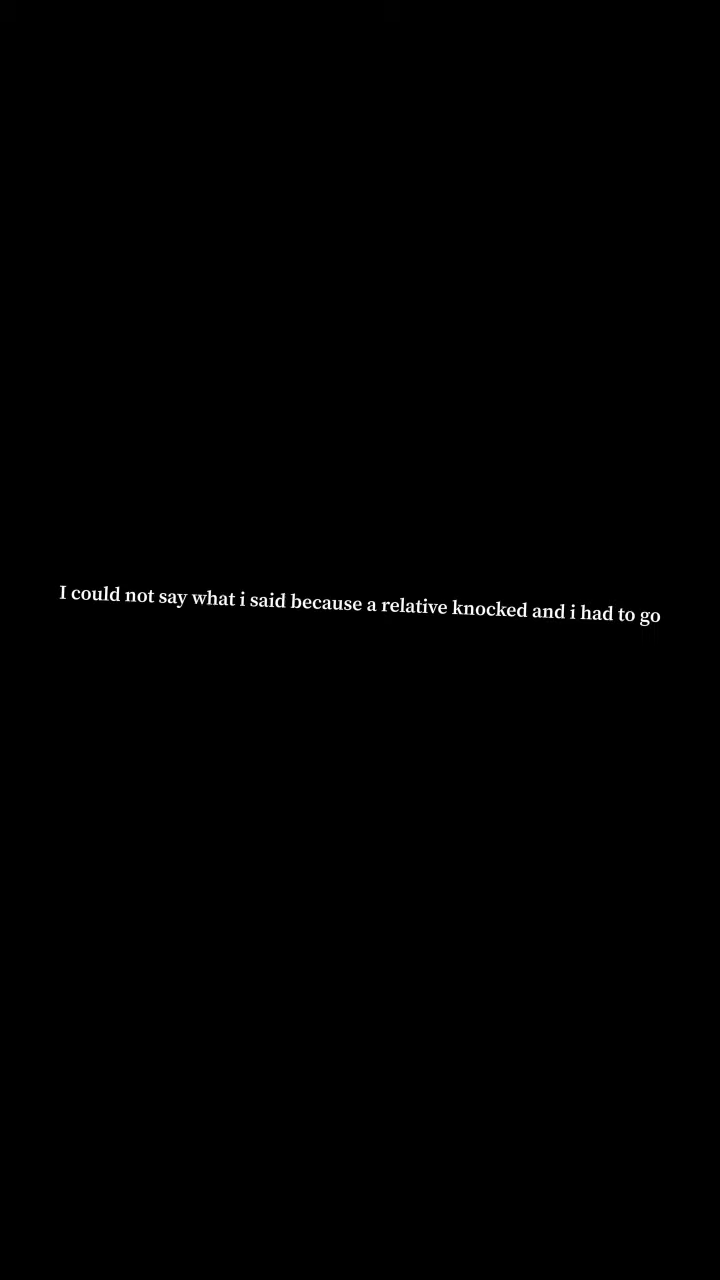 I could not say what i said because a relative knocked and i had to go